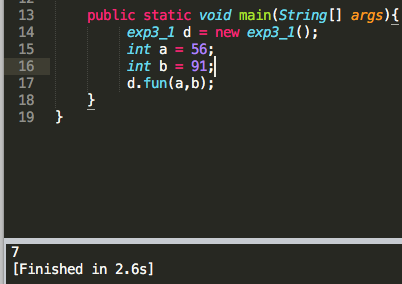 13 public static void main(String[] args){
14 exp3_1 d = new exp3_1();
15 int a = 56;
16 int b = 91;
17 d.fun(a,b);
18 }
19 }
7
[Finished in 2.6s]